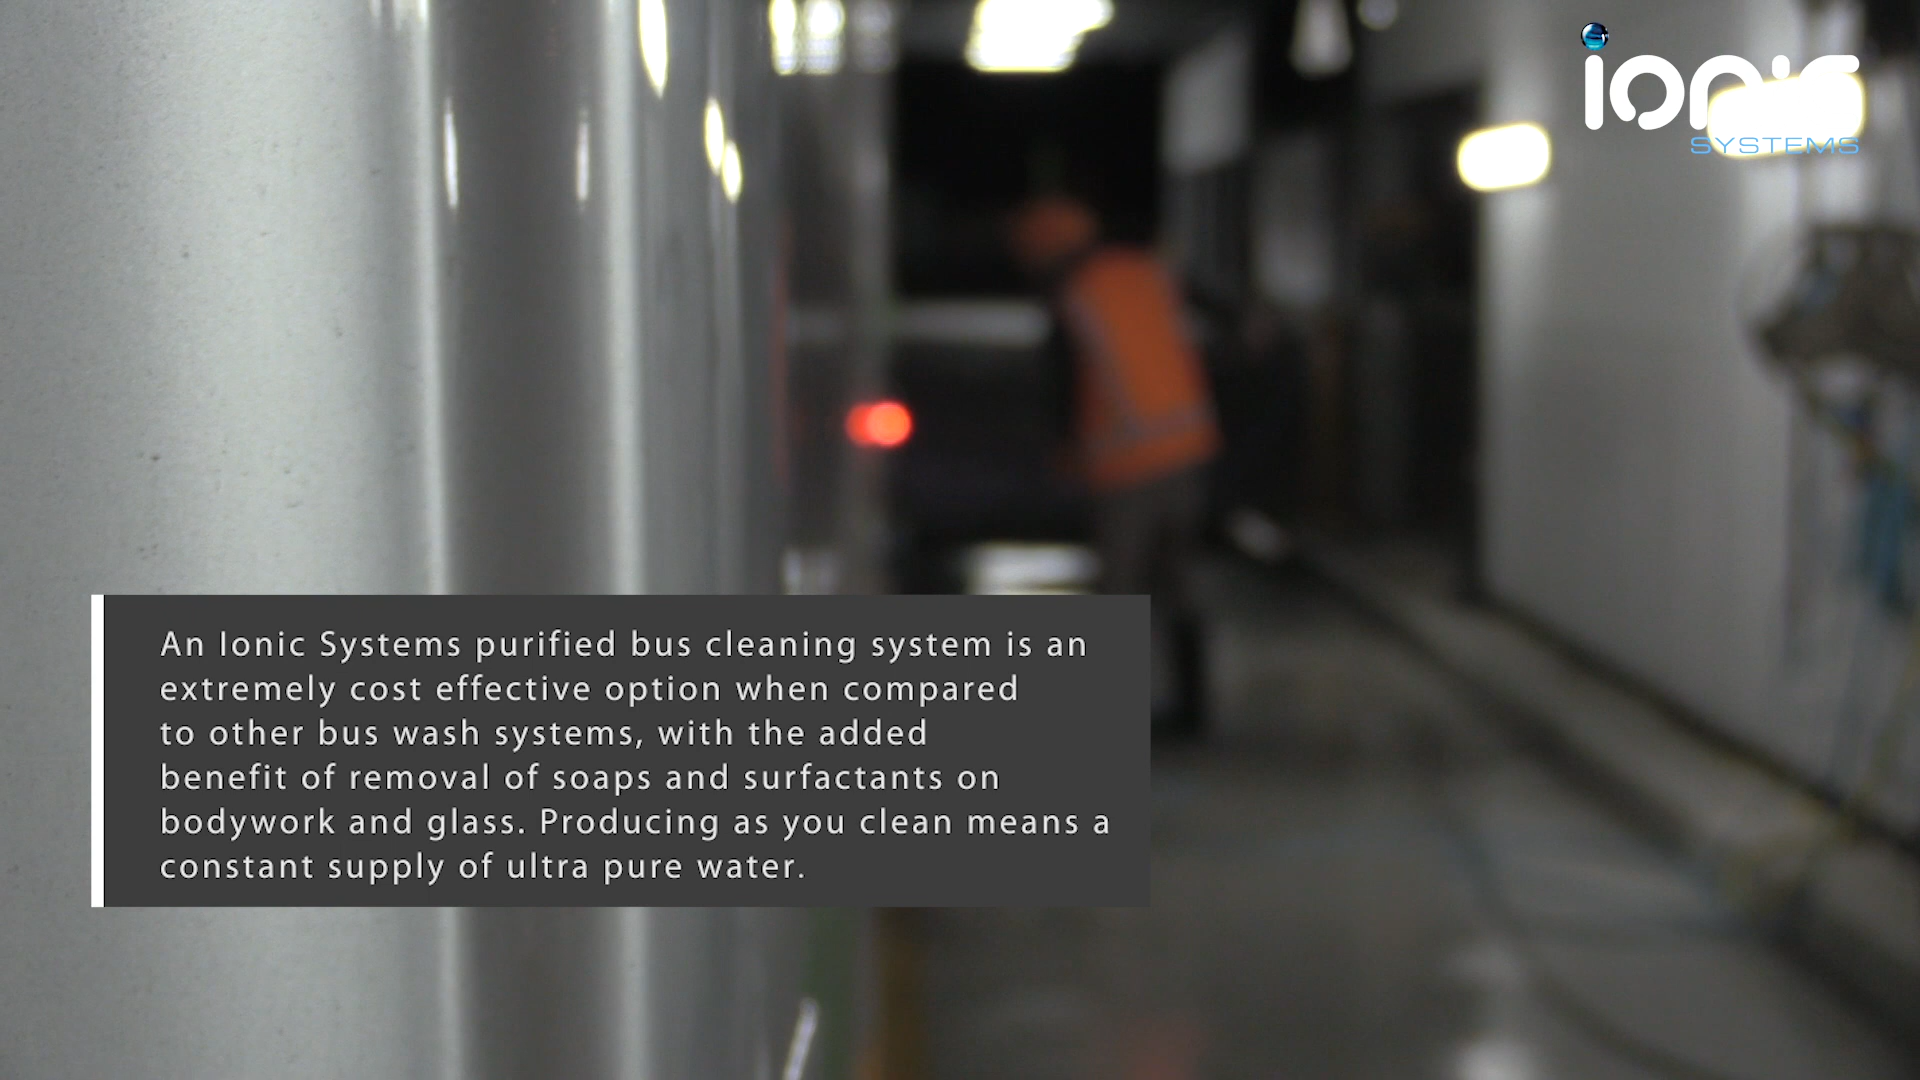 ionic
SYSTEMS
An Ionic Systems purified bus cleaning system is an
extremely cost effective option when compared
to other bus wash systems, with the added
benefit of removal of soaps and surfactants on
bodywork and glass. Producing as you clean means a
constant supply of ultra pure water.